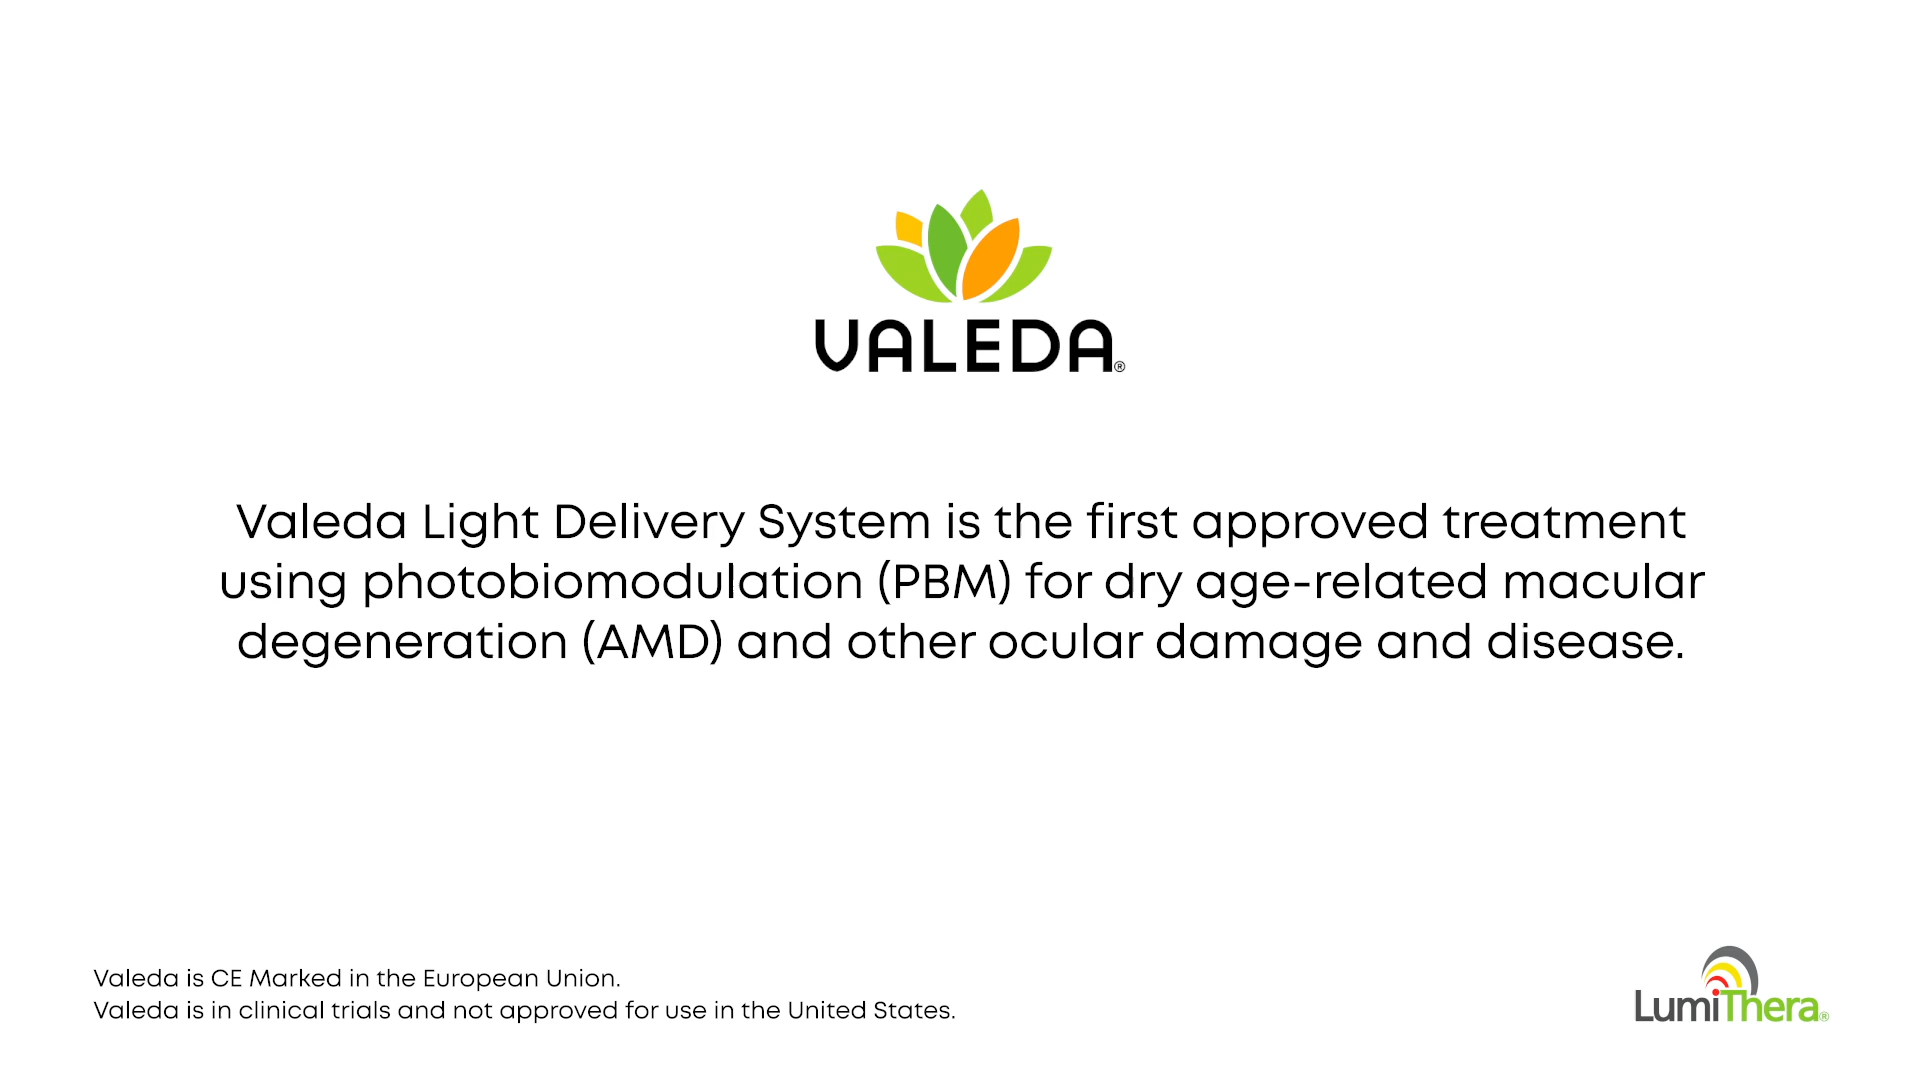 VALEDA®
Valeda Light Delivery System is the first approved treatment
using photobiomodulation (PBM) for dry age-related macular
degeneration (AMD) and other ocular damage and disease.
Valeda is CE Marked in the European Union.
Valeda is in clinical trials and not approved for use in the United States.
LumiThera®